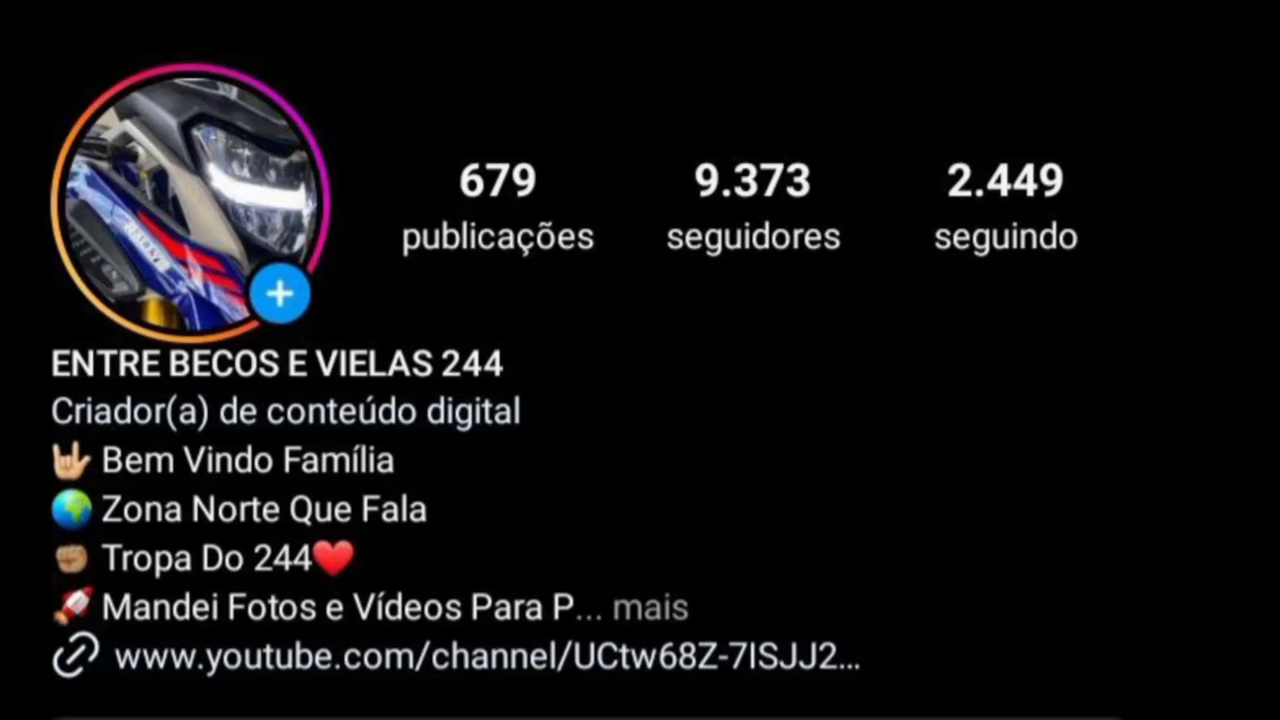 679 9.373 2.449
publicações seguidores seguindo
ENTRE BECOS E VIELAS 244
Criador(a) de conteúdo digital
🤟🏼 Bem Vindo Família
🌍 Zona Norte Que Fala
✊🏽 Tropa Do 244❤️
🚀 Mandei Fotos e Vídeos Para P... mais
www.youtube.com/channel/UCtw68Z-7ISJJ2...